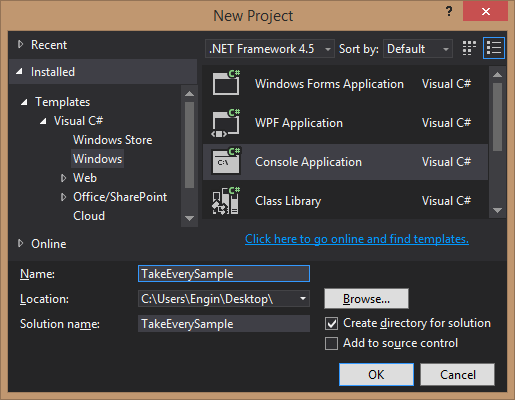 New Project
?
Recent
Installed
Templates
Visual C#
Windows Store
Windows
Web
Office/SharePoint
Cloud
Online
.NET Framework 4.5 Sort by: Default
C# Windows Forms Application Visual C#
C# WPF Application Visual C#
C# C:\ Console Application Visual C#
C# Class Library Visual C#
Click here to go online and find templates.
Name: TakeEverySample
Location: C:\Users\Engin\Desktop\ Browse...
Solution name: TakeEverySample
Create directory for solution
Add to source control
OK Cancel